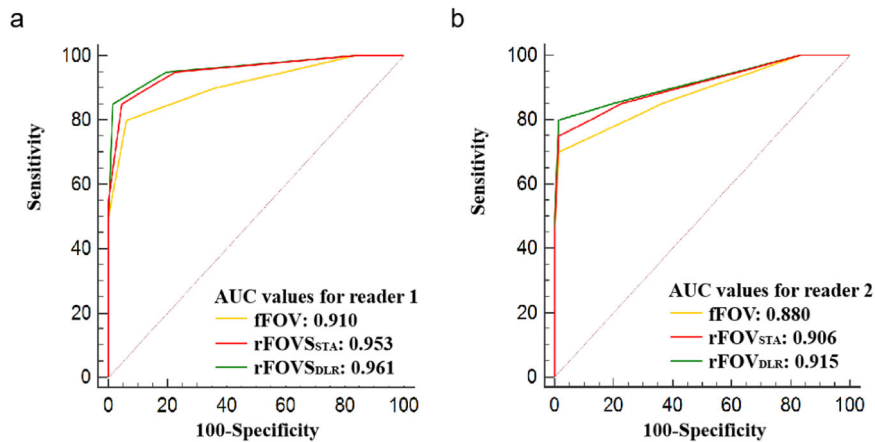 a
100
80
60
40
20
0
Sensitivity
AUC values for reader 1
fFOV: 0.910
rFOVSSTA: 0.953
rFOVSDLR: 0.961
0 20 40 60 80 100
100-Specificity
b
100
80
60
40
20
0
Sensitivity
AUC values for reader 2
fFOV: 0.880
rFOVSTA: 0.906
rFOVDLR: 0.915
0 20 40 60 80 100
100-Specificity